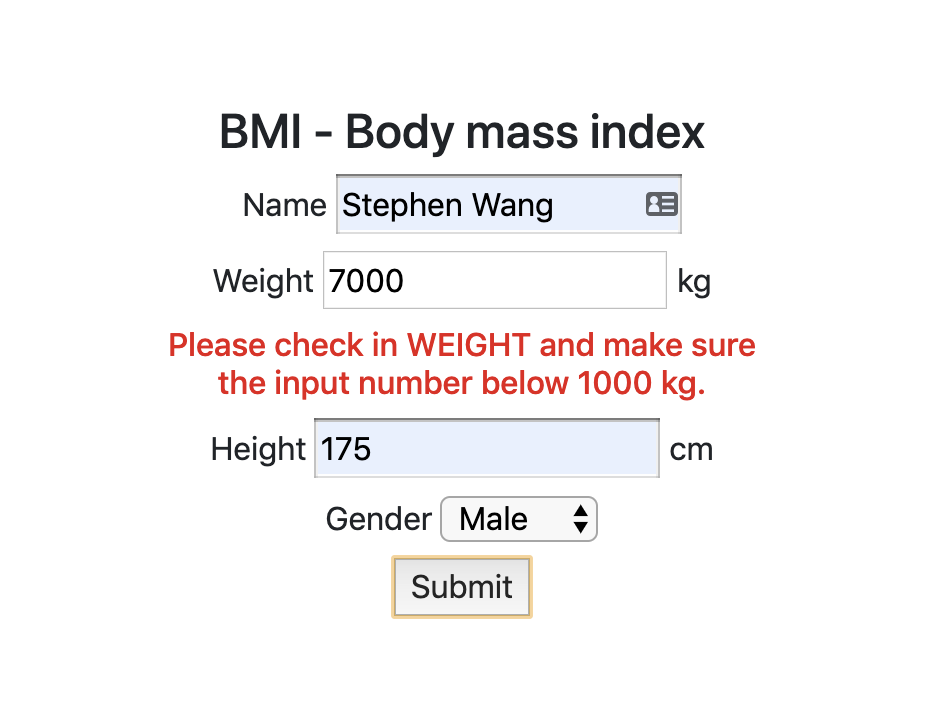 BMI - Body mass index
Name Stephen Wang
Weight 7000 kg
Please check in WEIGHT and make sure
the input number below 1000 kg.
Height 175 cm
Gender Male
Submit